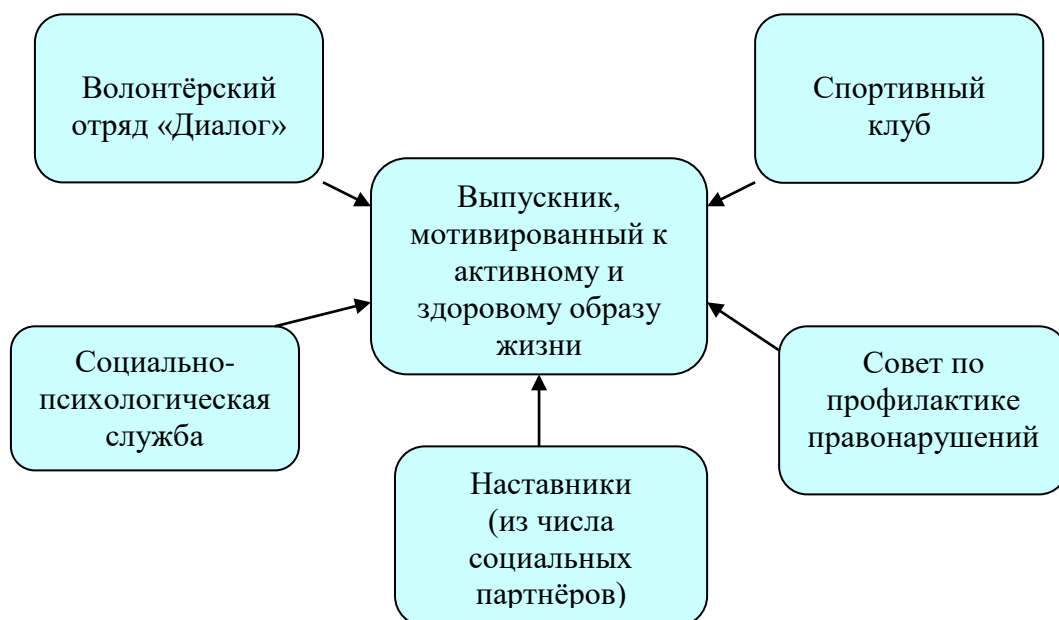 Волонтёрский
отряд «Диалог»
Спортивный
клуб
Выпускник,
мотивированный к
активному и
здоровому образу
жизни
Социально-
психологическая
служба
Совет по
профилактике
правонарушений
Наставники
(из числа
социальных
партнёров)